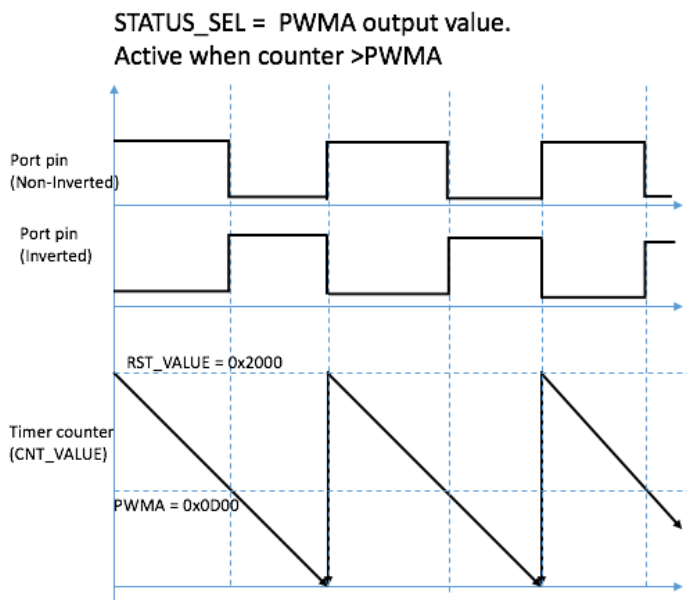 STATUS_SEL = PWMA output value.
Active when counter >PWMA
Port pin
(Non-Inverted)
Port pin
(Inverted)
RST_VALUE = 0x2000
Timer counter
(CNT_VALUE)
PWMA = 0x0D00